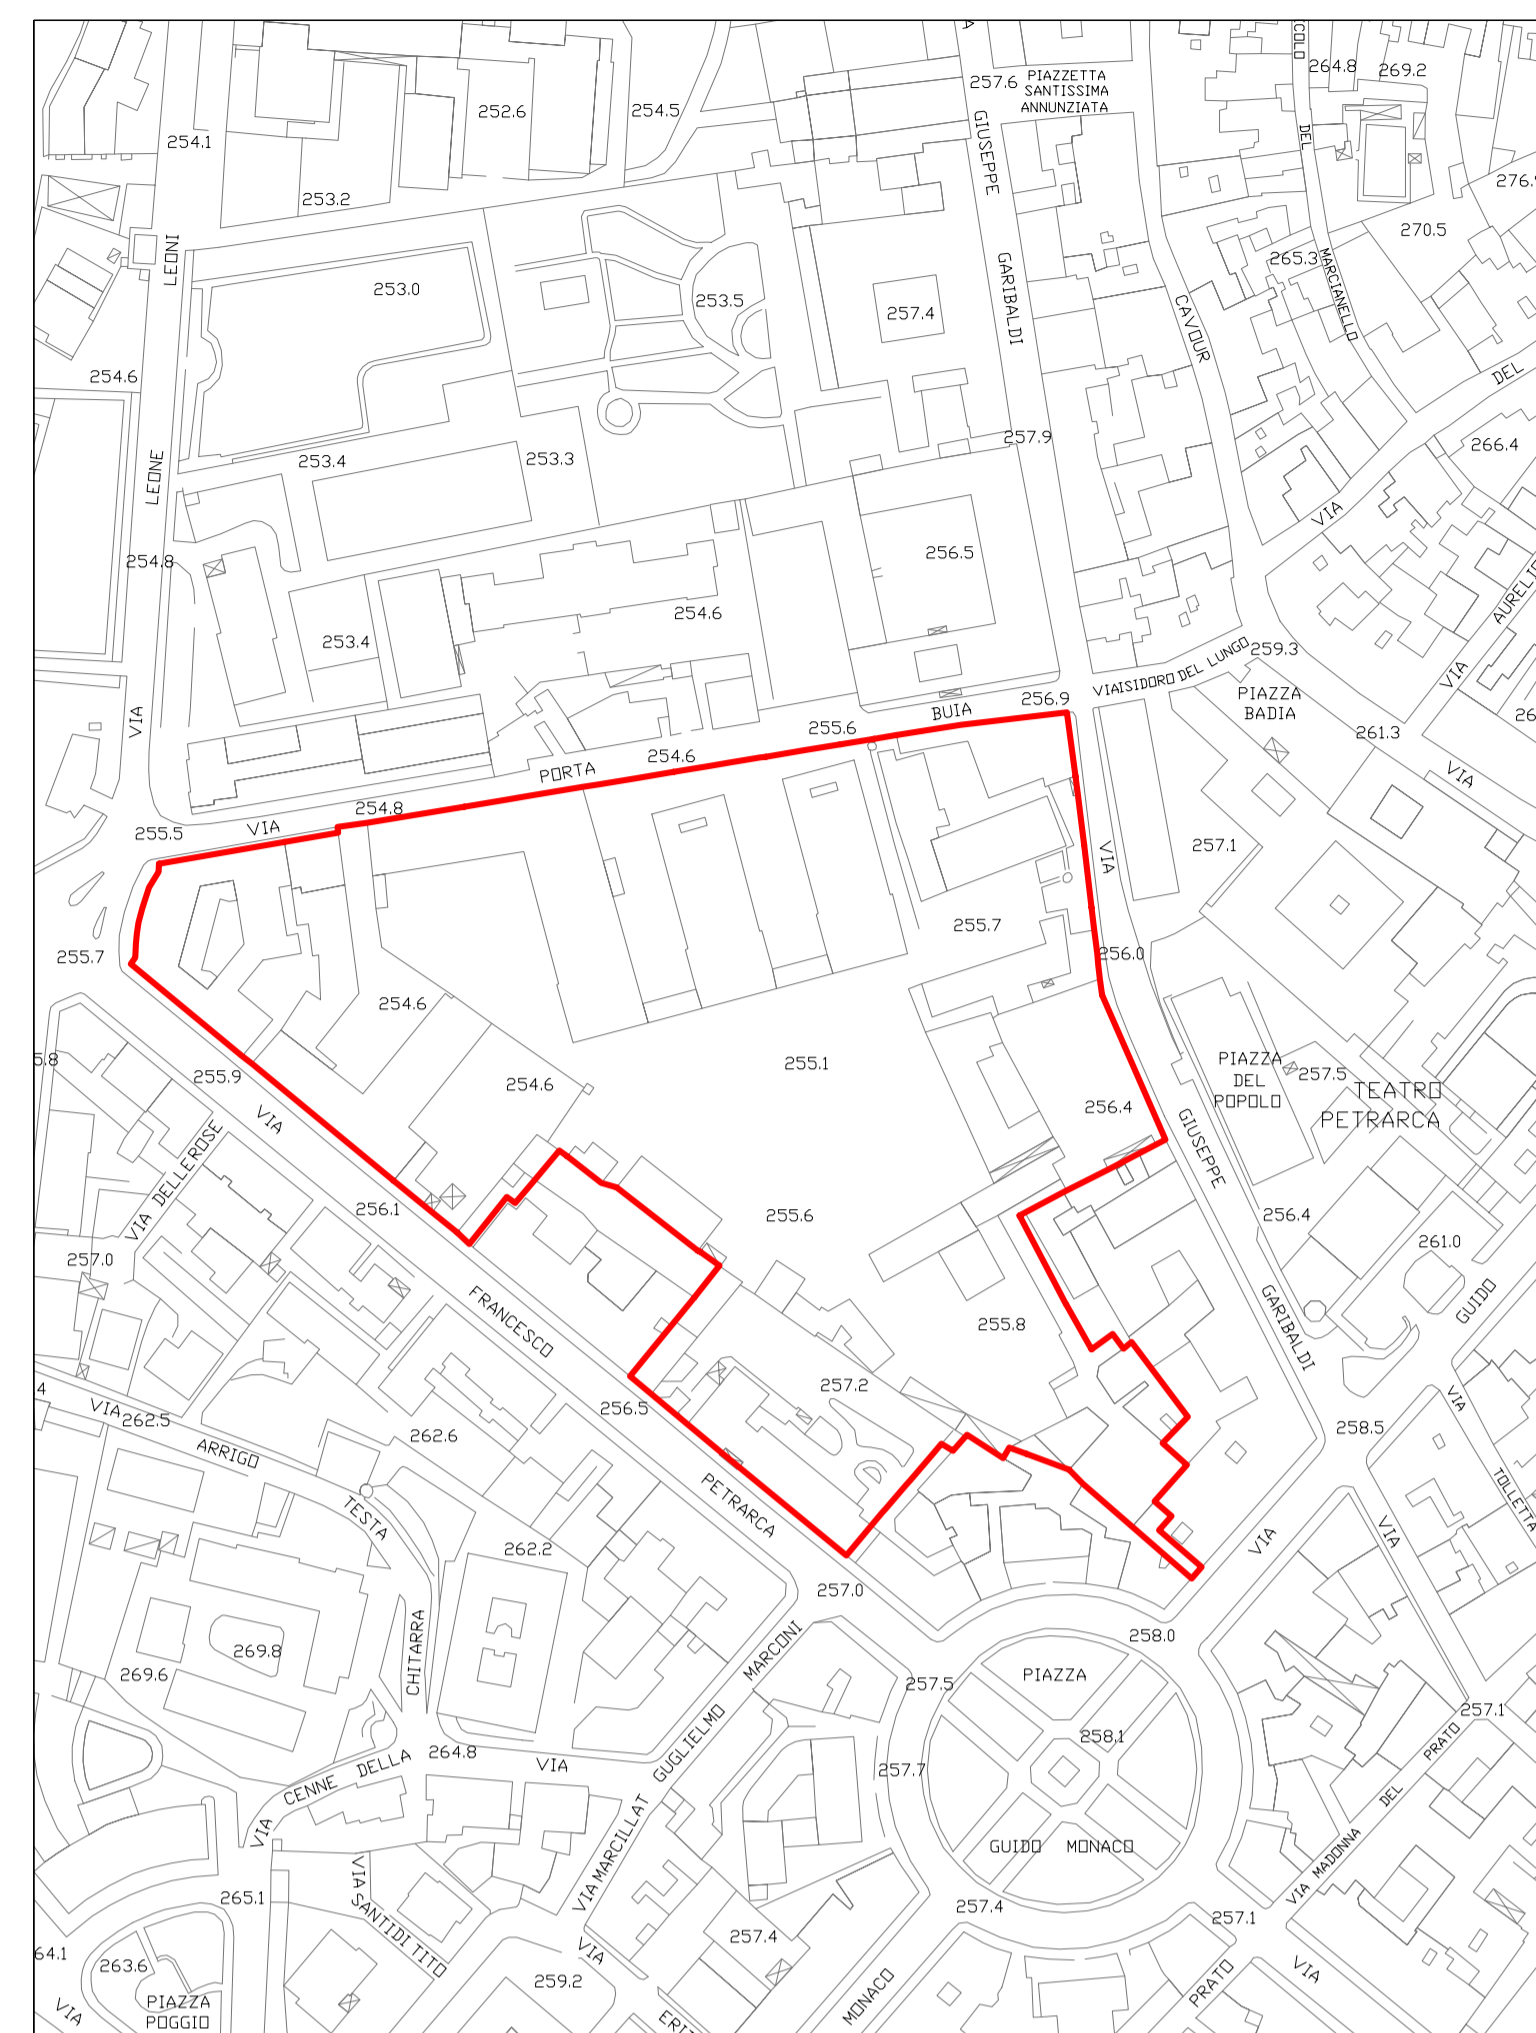 257.6
PIAZZETTA
SANTISSIMA
ANNUNZIATA
COLO
264.8
269.2
252.6
254.5
254.1
GIUSEPPE
DEL
276.
253.2
270.5
LEONI
265.3
MARCIANELLO
253.0
253.5
257.4
GARIBALDI
CAVOUR
254.6
DEL
257.9
266.4
253.4
253.3
LEONE
VIA
254.8
256.5
AURELIO
253.4
254.6
259.3
VIA ISIDORO DEL LUNGO
VIA
PIAZZA
BADIA
256.9
BUIA
255.6
VIA
261.3
26
254.6
PORTA
VIA
254.8
VIA
255.5
257.1
VIA
255.7
255.7
256.0
254.6
5.8
255.9
254.6
255.1
PIAZZA
DEL
POPOLO
257.5
TEATRO
PETRARCA
256.4
VIA
VIA DELLEROSE
GIUSEPPE
256.1
255.6
256.4
257.0
261.0
FRANCESCO
255.8
GARIBALDI
GUIDO
4
257.2
VIA
262.5
256.5
258.5
VIA
ARRIGO
262.6
TESTA
PETRARCA
TOLLETTA
VIA
VIA
262.2
257.0
CHITARRA
269.8
269.6
MARCONI
258.0
257.5
PIAZZA
257.1
258.1
GUGLIELMO
PRATO
264.8
VIA
257.7
CENNE DELLA
DEL
VIA
VIA MARCILLAT
GUIDO MONACO
VIA MADONNA
VIA SANTIDI TITO
265.1
257.4
257.1
257.4
64.1
VIA
263.6
259.2
VIA
PRATO
MONACO
PIAZZA
POGGIO
VIA